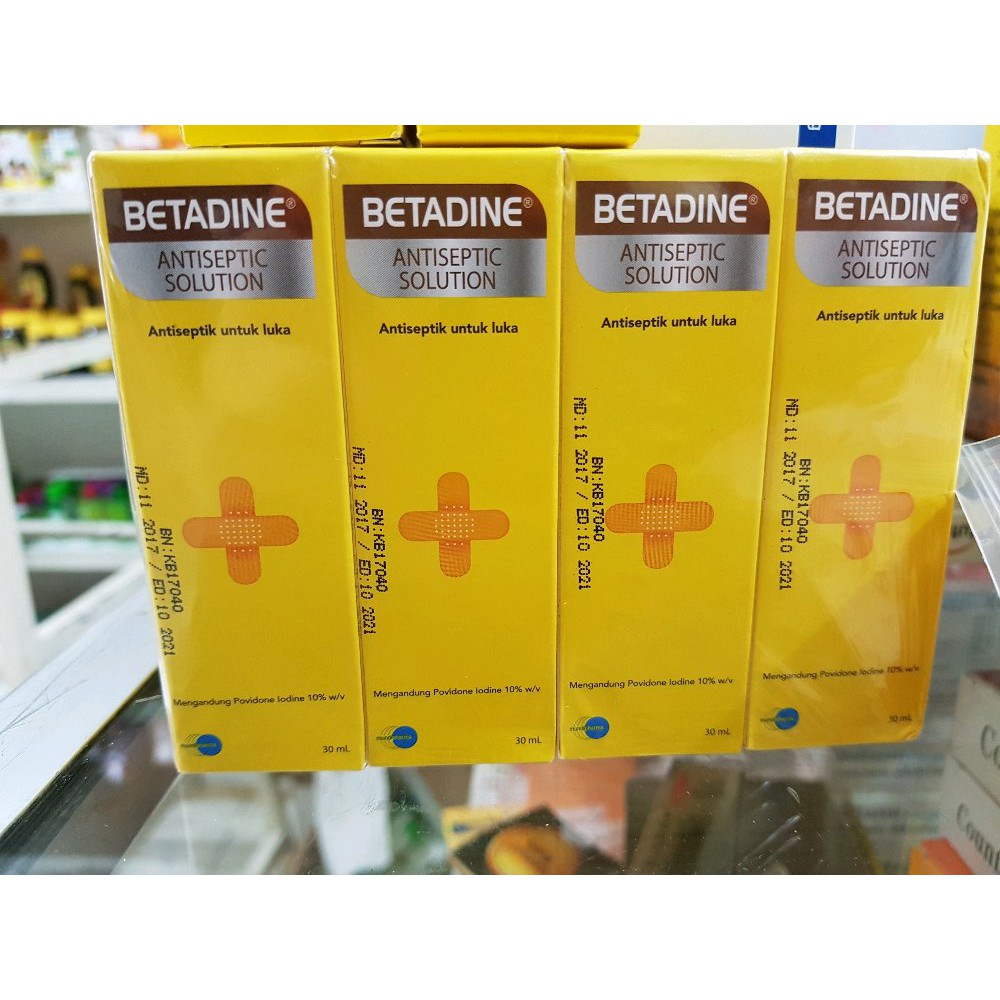 BETADINE®
ANTISEPTIC
SOLUTION
Antiseptik untuk luka
BN:KB17040
MD:11 2017 / ED:10 2021
Mengandung Povidone Iodine 10% w/v
mundipharma
30 mL
BETADINE®
ANTISEPTIC
SOLUTION
Antiseptik untuk luka
BN:KB17040
MD:11 2017 / ED:10 2021
Mengandung Povidone Iodine 10% w/v
mundipharma
30 mL
BETADINE®
ANTISEPTIC
SOLUTION
Antiseptik untuk luka
BN:KB17040
MD:11 2017 / ED:10 2021
Mengandung Povidone Iodine 10% w/v
mundipharma
30 mL
BETADINE®
ANTISEPTIC
SOLUTION
Antiseptik untuk luka
BN:KB17040
MD:11 2017 / ED:10 2021
Mengandung Povidone Iodine 10% w/v
mundipharma
30 mL